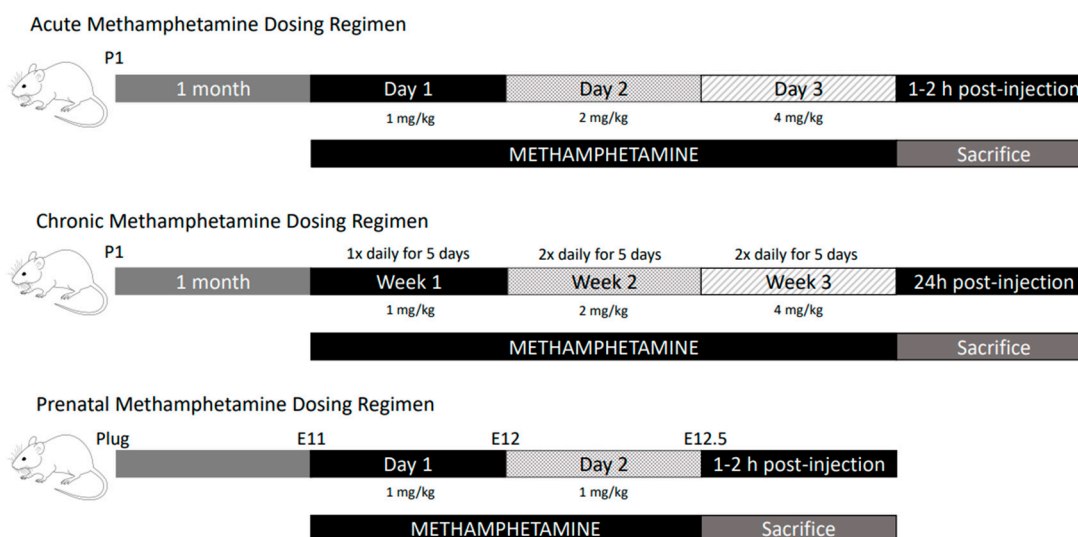 Acute Methamphetamine Dosing Regimen
P1
1 month Day 1 Day 2 Day 3 1-2 h post-injection
1 mg/kg 2 mg/kg 4 mg/kg
METHAMPHETAMINE Sacrifice
Chronic Methamphetamine Dosing Regimen
P1 1x daily for 5 days 2x daily for 5 days 2x daily for 5 days
1 month Week 1 Week 2 Week 3 24h post-injection
1 mg/kg 2 mg/kg 4 mg/kg
METHAMPHETAMINE Sacrifice
Prenatal Methamphetamine Dosing Regimen
Plug E11 E12 E12.5
Day 1 Day 2 1-2 h post-injection
1 mg/kg 1 mg/kg
METHAMPHETAMINE Sacrifice